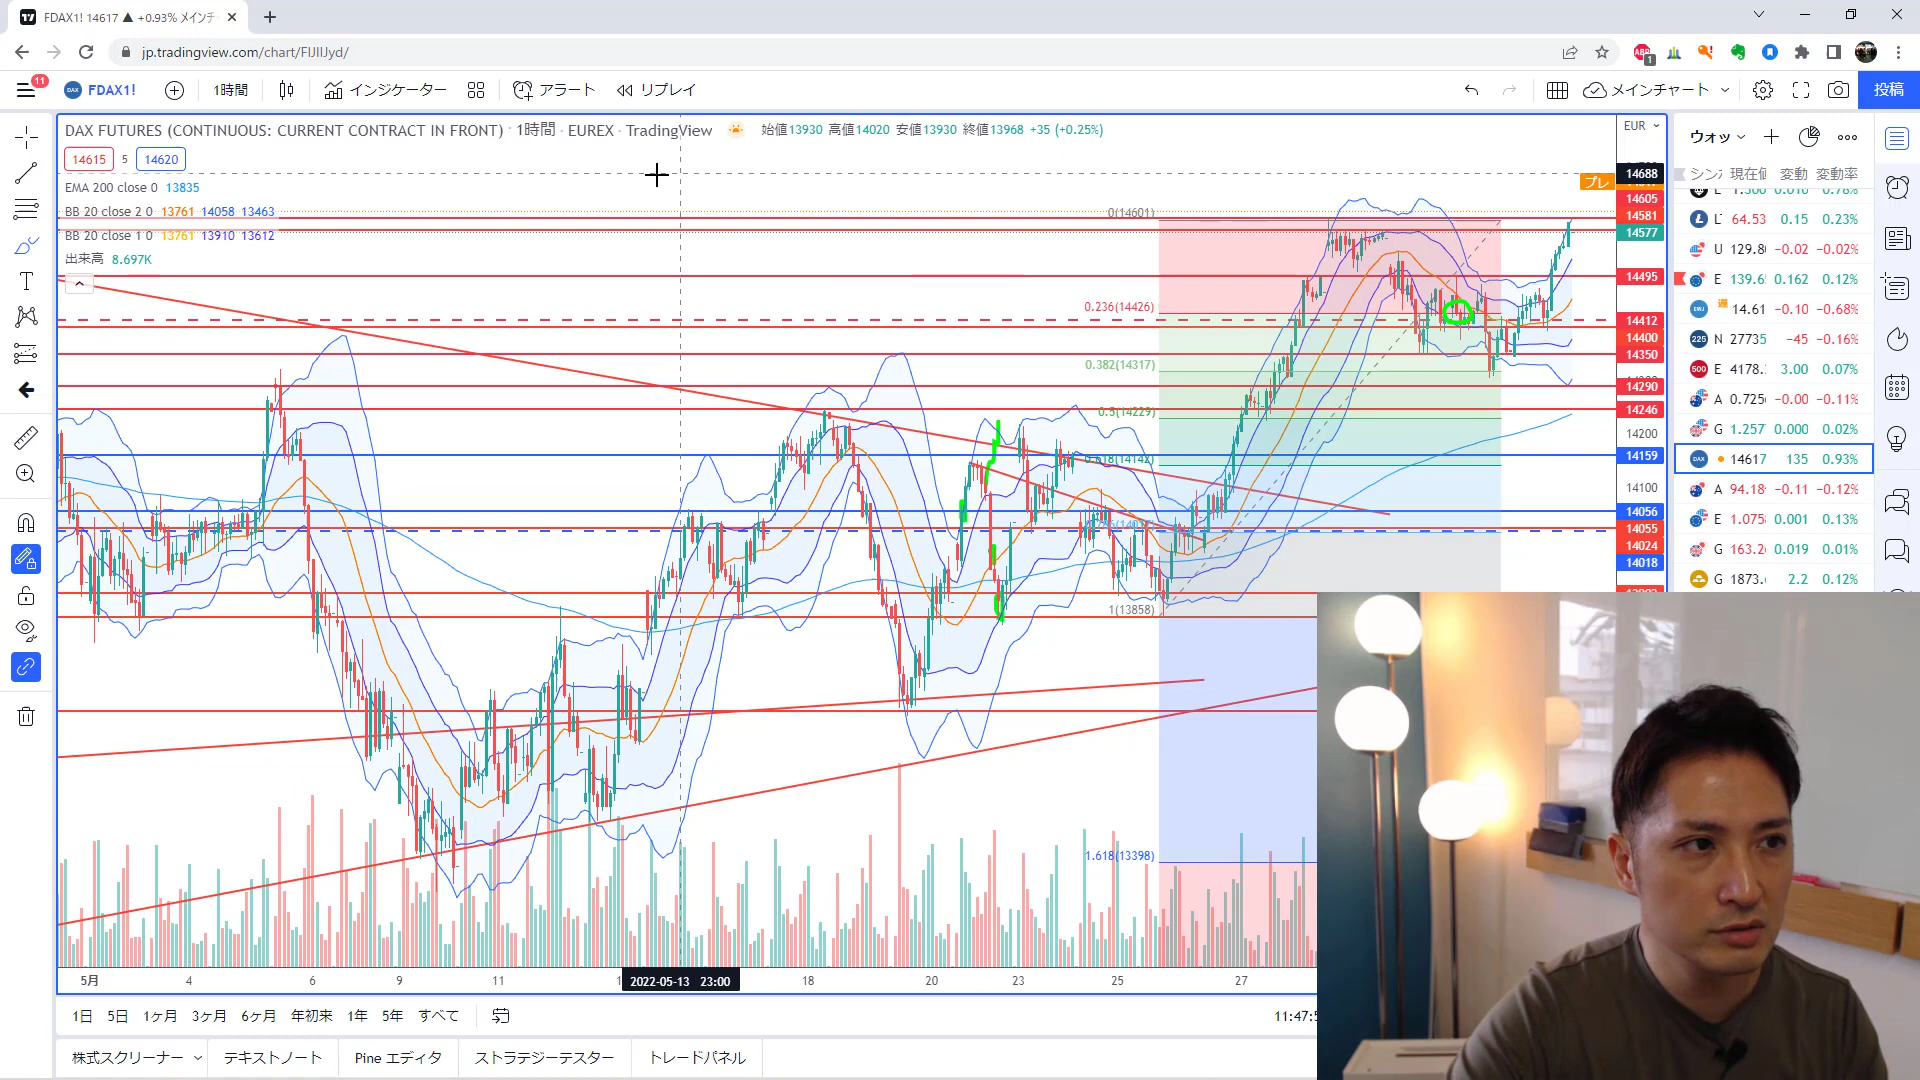 FDAX1! 14617 ▲ +0.93% メインチ
jp.tradingview.com/chart/FIJIIJyd/
1
11
FDAX1!
1時間
インジケーター
アラート
リプレイ
メインチャート
投稿
DAX FUTURES (CONTINUOUS: CURRENT CONTRACT IN FRONT) · 1時間 · EUREX · TradingView
始値13930 高値14020 安値13930 終値13968 +35 (+0.25%)
EUR
14615 5 14620
EMA 200 close 0 13835
BB 20 close 2 0 13761 14058 13463
BB 20 close 1 0 13761 13910 13612
出来高 8.697K
0(14601)
0.236(14426)
0.382(14317)
0.5(14229)
0.618(14142)
1(13858)
1.618(13398)
14688
プレ
14605
14581
14577
14495
14412
14400
14350
14290
14246
14200
14159
14100
14056
14055
14024
14018
5月 4 6 9 11 2022-05-13 23:00 18 20 23 25 27
1日 5日 1ヶ月 3ヶ月 6ヶ月 年初来 1年 5年 すべて
11:47:5
株式スクリーナー
テキストノート
Pine エディタ
ストラテジーテスター
トレードパネル
ウォッ
現在値 変動 変動率
64.53 0.15 0.23%
U 129.8 -0.02 -0.02%
E 139.6 0.162 0.12%
14.61 -0.10 -0.68%
225 N 27735 -45 -0.16%
500 E 4178. 3.00 0.07%
A 0.725 -0.00 -0.11%
G 1.257 0.000 0.02%
DAX 14617 135 0.93%
A 94.18 -0.11 -0.12%
E 1.075 0.001 0.13%
G 163.2 0.019 0.01%
G 1873. 2.2 0.12%